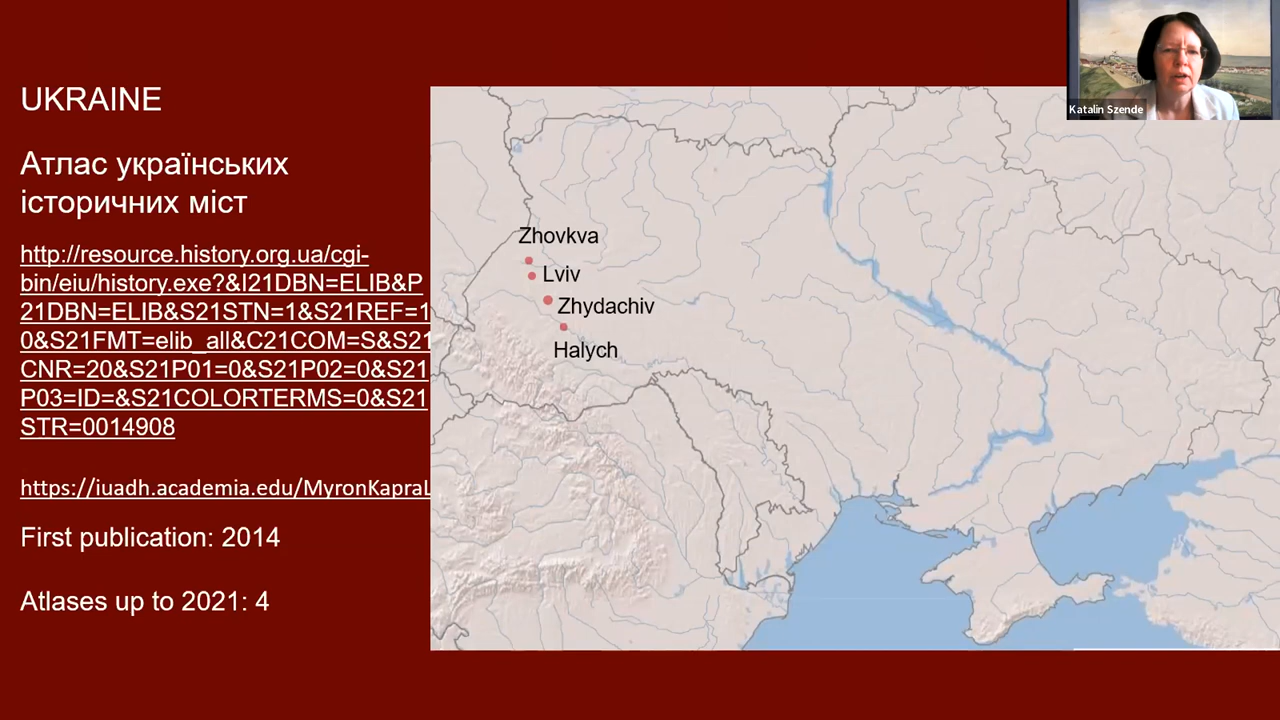 UKRAINE
Атлас українських
історичних міст
http://resource.history.org.ua/cgi-
bin/eiu/history.exe?&I21DBN=ELIB&P
21DBN=ELIB&S21STN=1&S21REF=1
0&S21FMT=elib_all&C21COM=S&S21
CNR=20&S21P01=0&S21P02=0&S21
P03=ID=&S21COLORTERMS=0&S21
STR=0014908
https://iuadh.academia.edu/MyronKapraL
First publication: 2014
Atlases up to 2021: 4
Zhovkva
Lviv
Zhydachiv
Halych
Katalin Szende